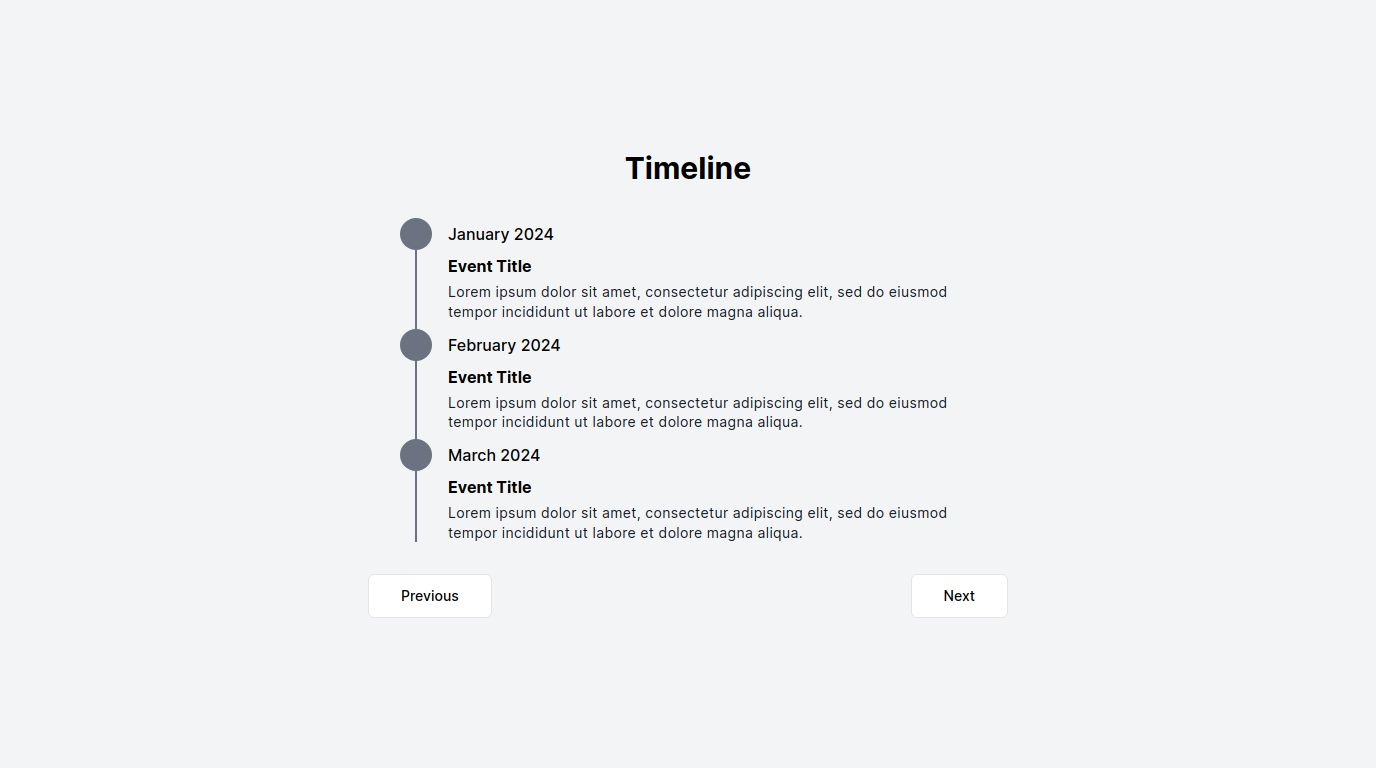 Timeline
January 2024
Event Title
Lorem ipsum dolor sit amet, consectetur adipiscing elit, sed do eiusmod
tempor incididunt ut labore et dolore magna aliqua.
February 2024
Event Title
Lorem ipsum dolor sit amet, consectetur adipiscing elit, sed do eiusmod
tempor incididunt ut labore et dolore magna aliqua.
March 2024
Event Title
Lorem ipsum dolor sit amet, consectetur adipiscing elit, sed do eiusmod
tempor incididunt ut labore et dolore magna aliqua.
Previous
Next